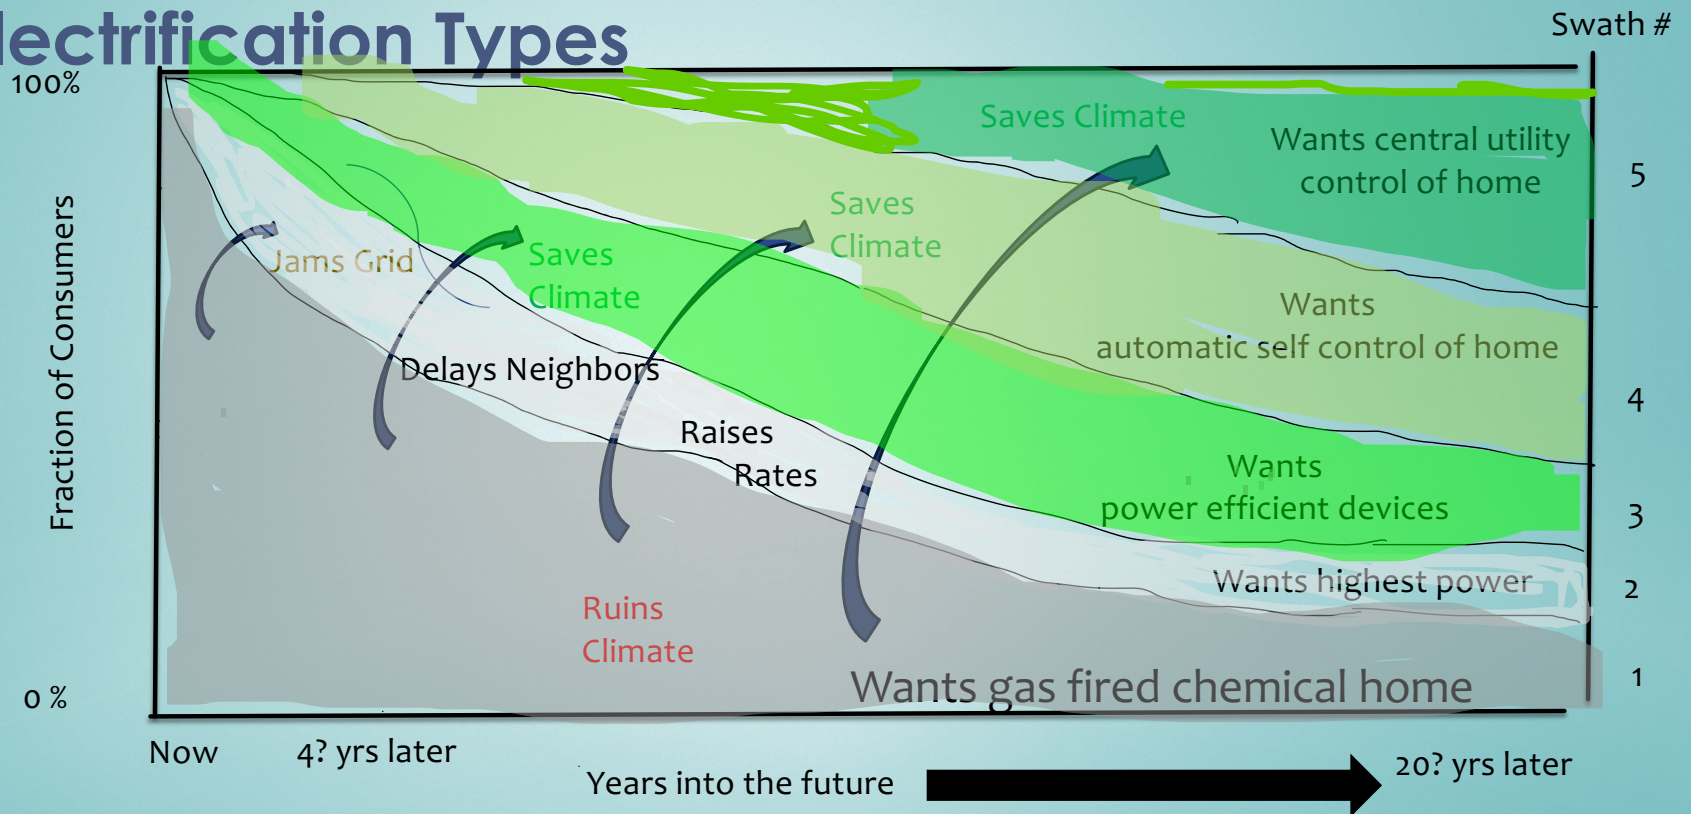 lectrification Types
Swath #
100%
Saves Climate
Wants central utility
control of home
5
Saves
Climate
Jams Grid
Saves
Climate
Wants
automatic self control of home
Fraction of Consumers
Delays Neighbors
4
Raises
Rates
Wants
power efficient devices
3
Wants highest power
2
Ruins
Climate
Wants gas fired chemical home
1
0 %
Now
4? yrs later
Years into the future
20? yrs later